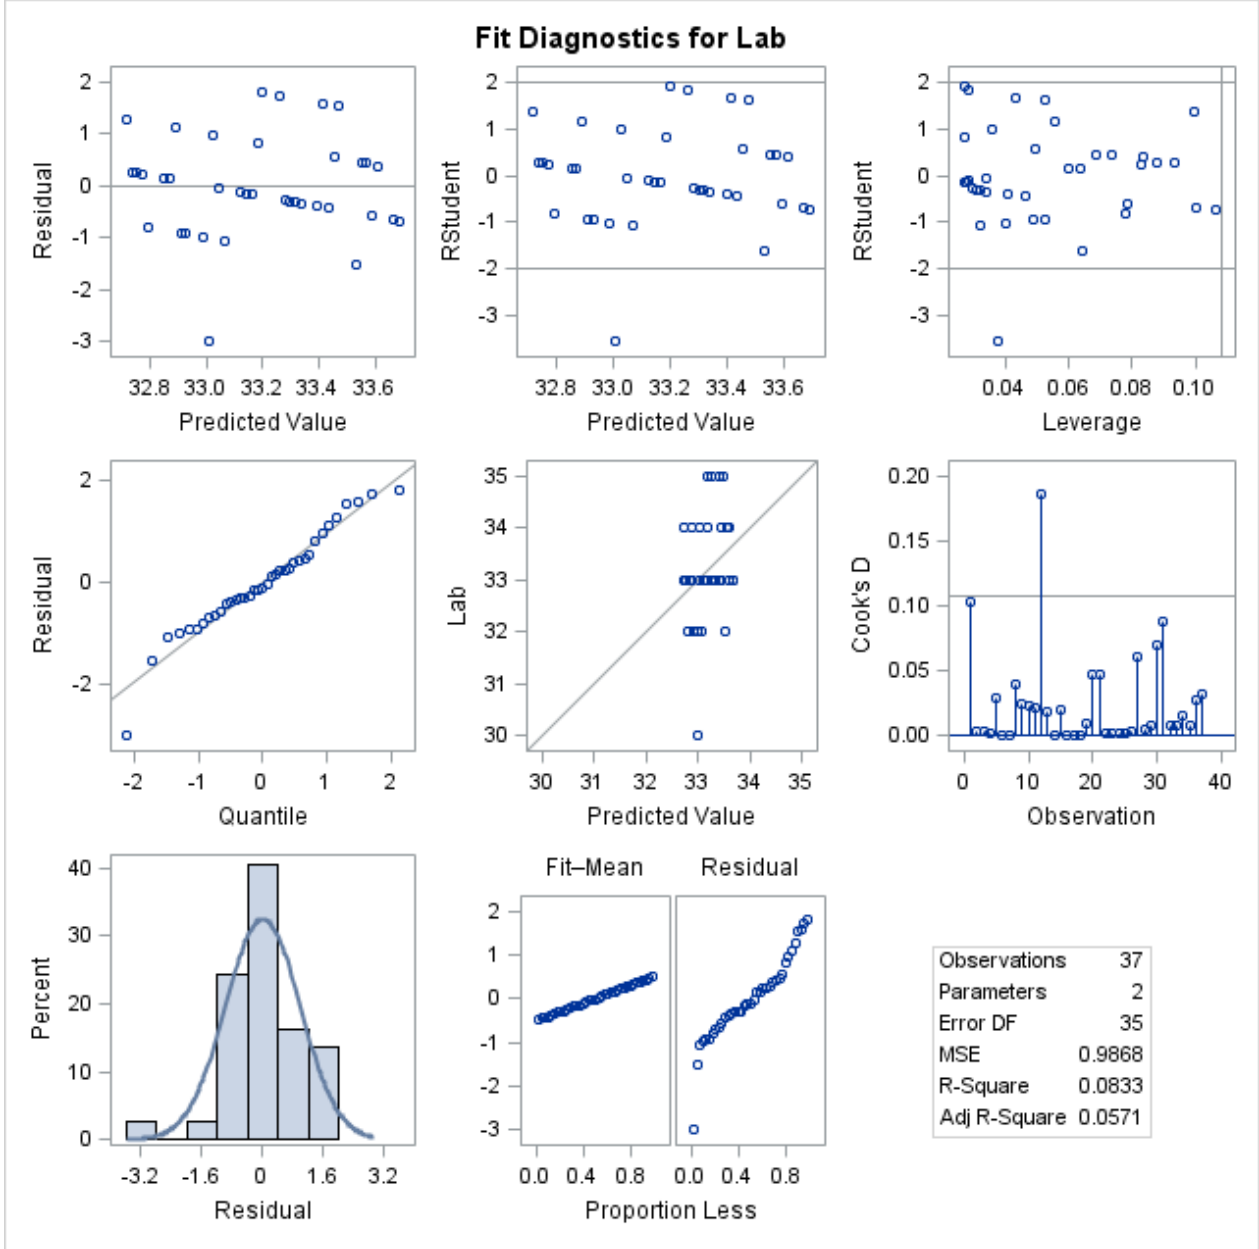 Fit Diagnostics for Lab
2
1
0
-1
-2
-3
Residual
32.8 33.0 33.2 33.4 33.6
Predicted Value
2
1
0
-1
-2
-3
RStudent
32.8 33.0 33.2 33.4 33.6
Predicted Value
2
1
0
-1
-2
-3
RStudent
0.04 0.06 0.08 0.10
Leverage
2
0
-2
Residual
-2 -1 0 1 2
Quantile
35
34
33
32
31
30
Lab
30 31 32 33 34 35
Predicted Value
0.20
0.15
0.10
0.05
0.00
Cook's D
0 10 20 30 40
Observation
40
30
20
10
0
Percent
-3.2 -1.6 0 1.6 3.2
Residual
Fit–Mean Residual
2
1
0
-1
-2
-3
0.0 0.4 0.8 0.0 0.4 0.8
Proportion Less
Observations 37
Parameters 2
Error DF 35
MSE 0.9868
R-Square 0.0833
Adj R-Square 0.0571